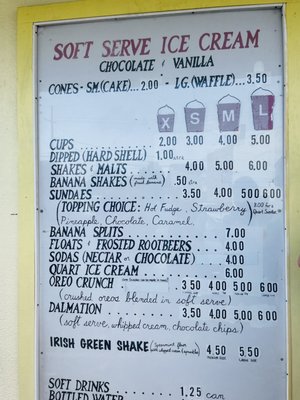 SOFT SERVE ICE CREAM
CHOCOLATE & VANILLA
CONES - SM.(CAKE)...2.00 - LG.(WAFFLE)...3.50
X S M L
CUPS 2.00 3.00 4.00 5.00
DIPPED (HARD SHELL) 1.00 xtra
SHAKES & MALTS 4.00 5.00 6.00
BANANA SHAKES .50 xtra
SUNDAES 3.50 4.00 5.00 6.00
(TOPPING CHOICE: Hot Fudge, Strawberry
Pineapple, Chocolate, Caramel.
BANANA SPLITS 7.00
FLOATS & FROSTED ROOTBEERS 4.00
SODAS (NECTAR or CHOCOLATE) 4.00
QUART ICE CREAM 6.00
OREO CRUNCH 3.50 4.00 5.00 6.00
(crushed oreos blended in soft serve)
DALMATION 3.50 4.00 5.00 6.00
(soft serve, whipped cream, chocolate chips)
IRISH GREEN SHAKE 4.50 5.50
SOFT DRINKS 1.25 can
BOTTLED WATER